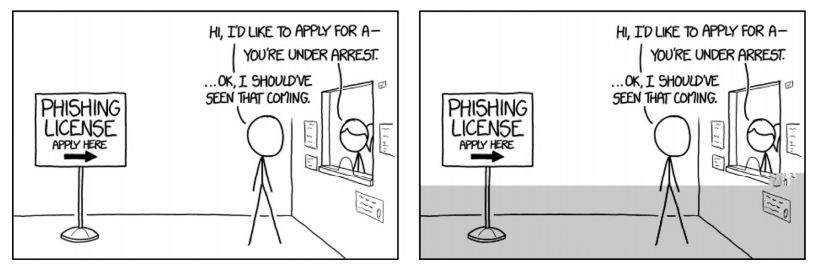 HI, I'D LIKE TO APPLY FOR A—
YOU'RE UNDER ARREST.
...OK, I SHOULD'VE
SEEN THAT COMING.
PHISHING
LICENSE
APPLY HERE
HI, I'D LIKE TO APPLY FOR A—
YOU'RE UNDER ARREST.
...OK, I SHOULD'VE
SEEN THAT COMING.
PHISHING
LICENSE
APPLY HERE